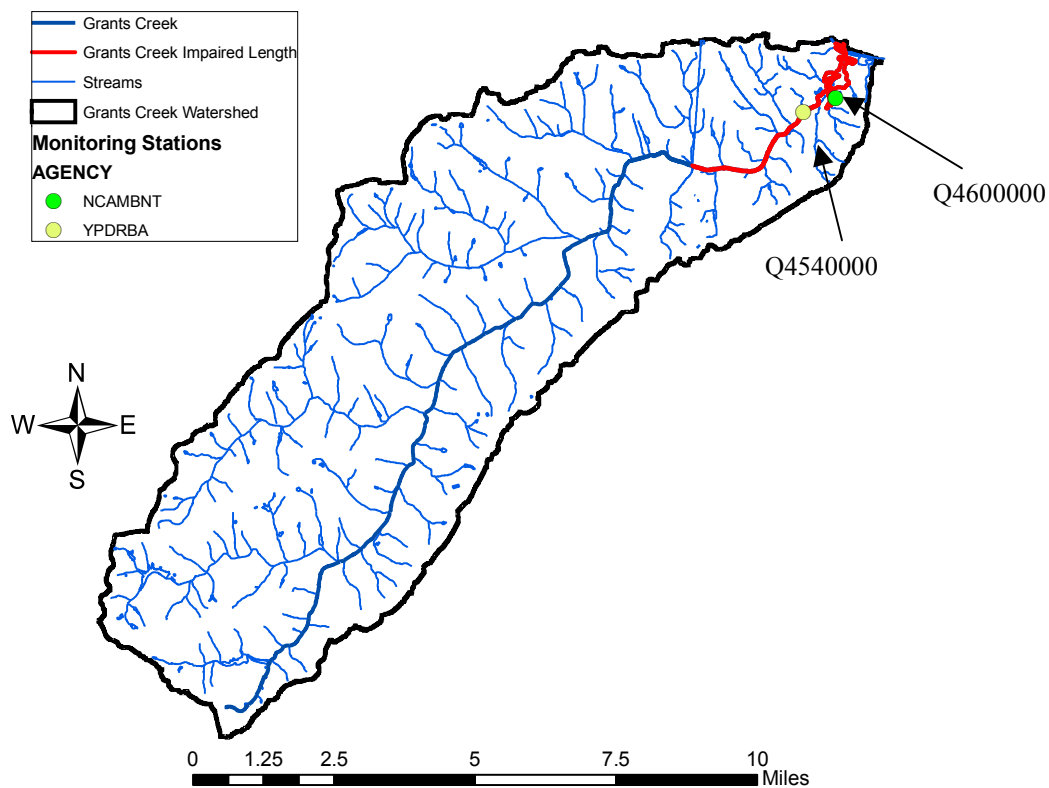 Grants Creek
Grants Creek Impaired Length
Streams
Grants Creek Watershed
Monitoring Stations
AGENCY
NCAMBNT
YPDRBA
Q4600000
Q4540000
N
W E
S
0 1.25 2.5 5 7.5 10
Miles